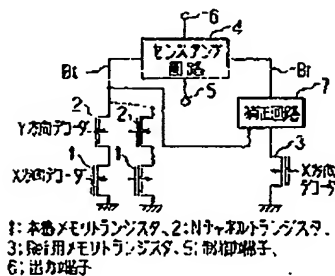 6
4
センスアンプ
回路
Bt
Bt
5
7
2
2
補正回路
Y方向デコーダ
1
1
3
X方向デコーダ
X方向
デコーダ
1: 本番メモリトランジスタ、2: Nチャネルトランジスタ、
3: Ref用メモリトランジスタ、5: 制御端子、
6: 出力端子